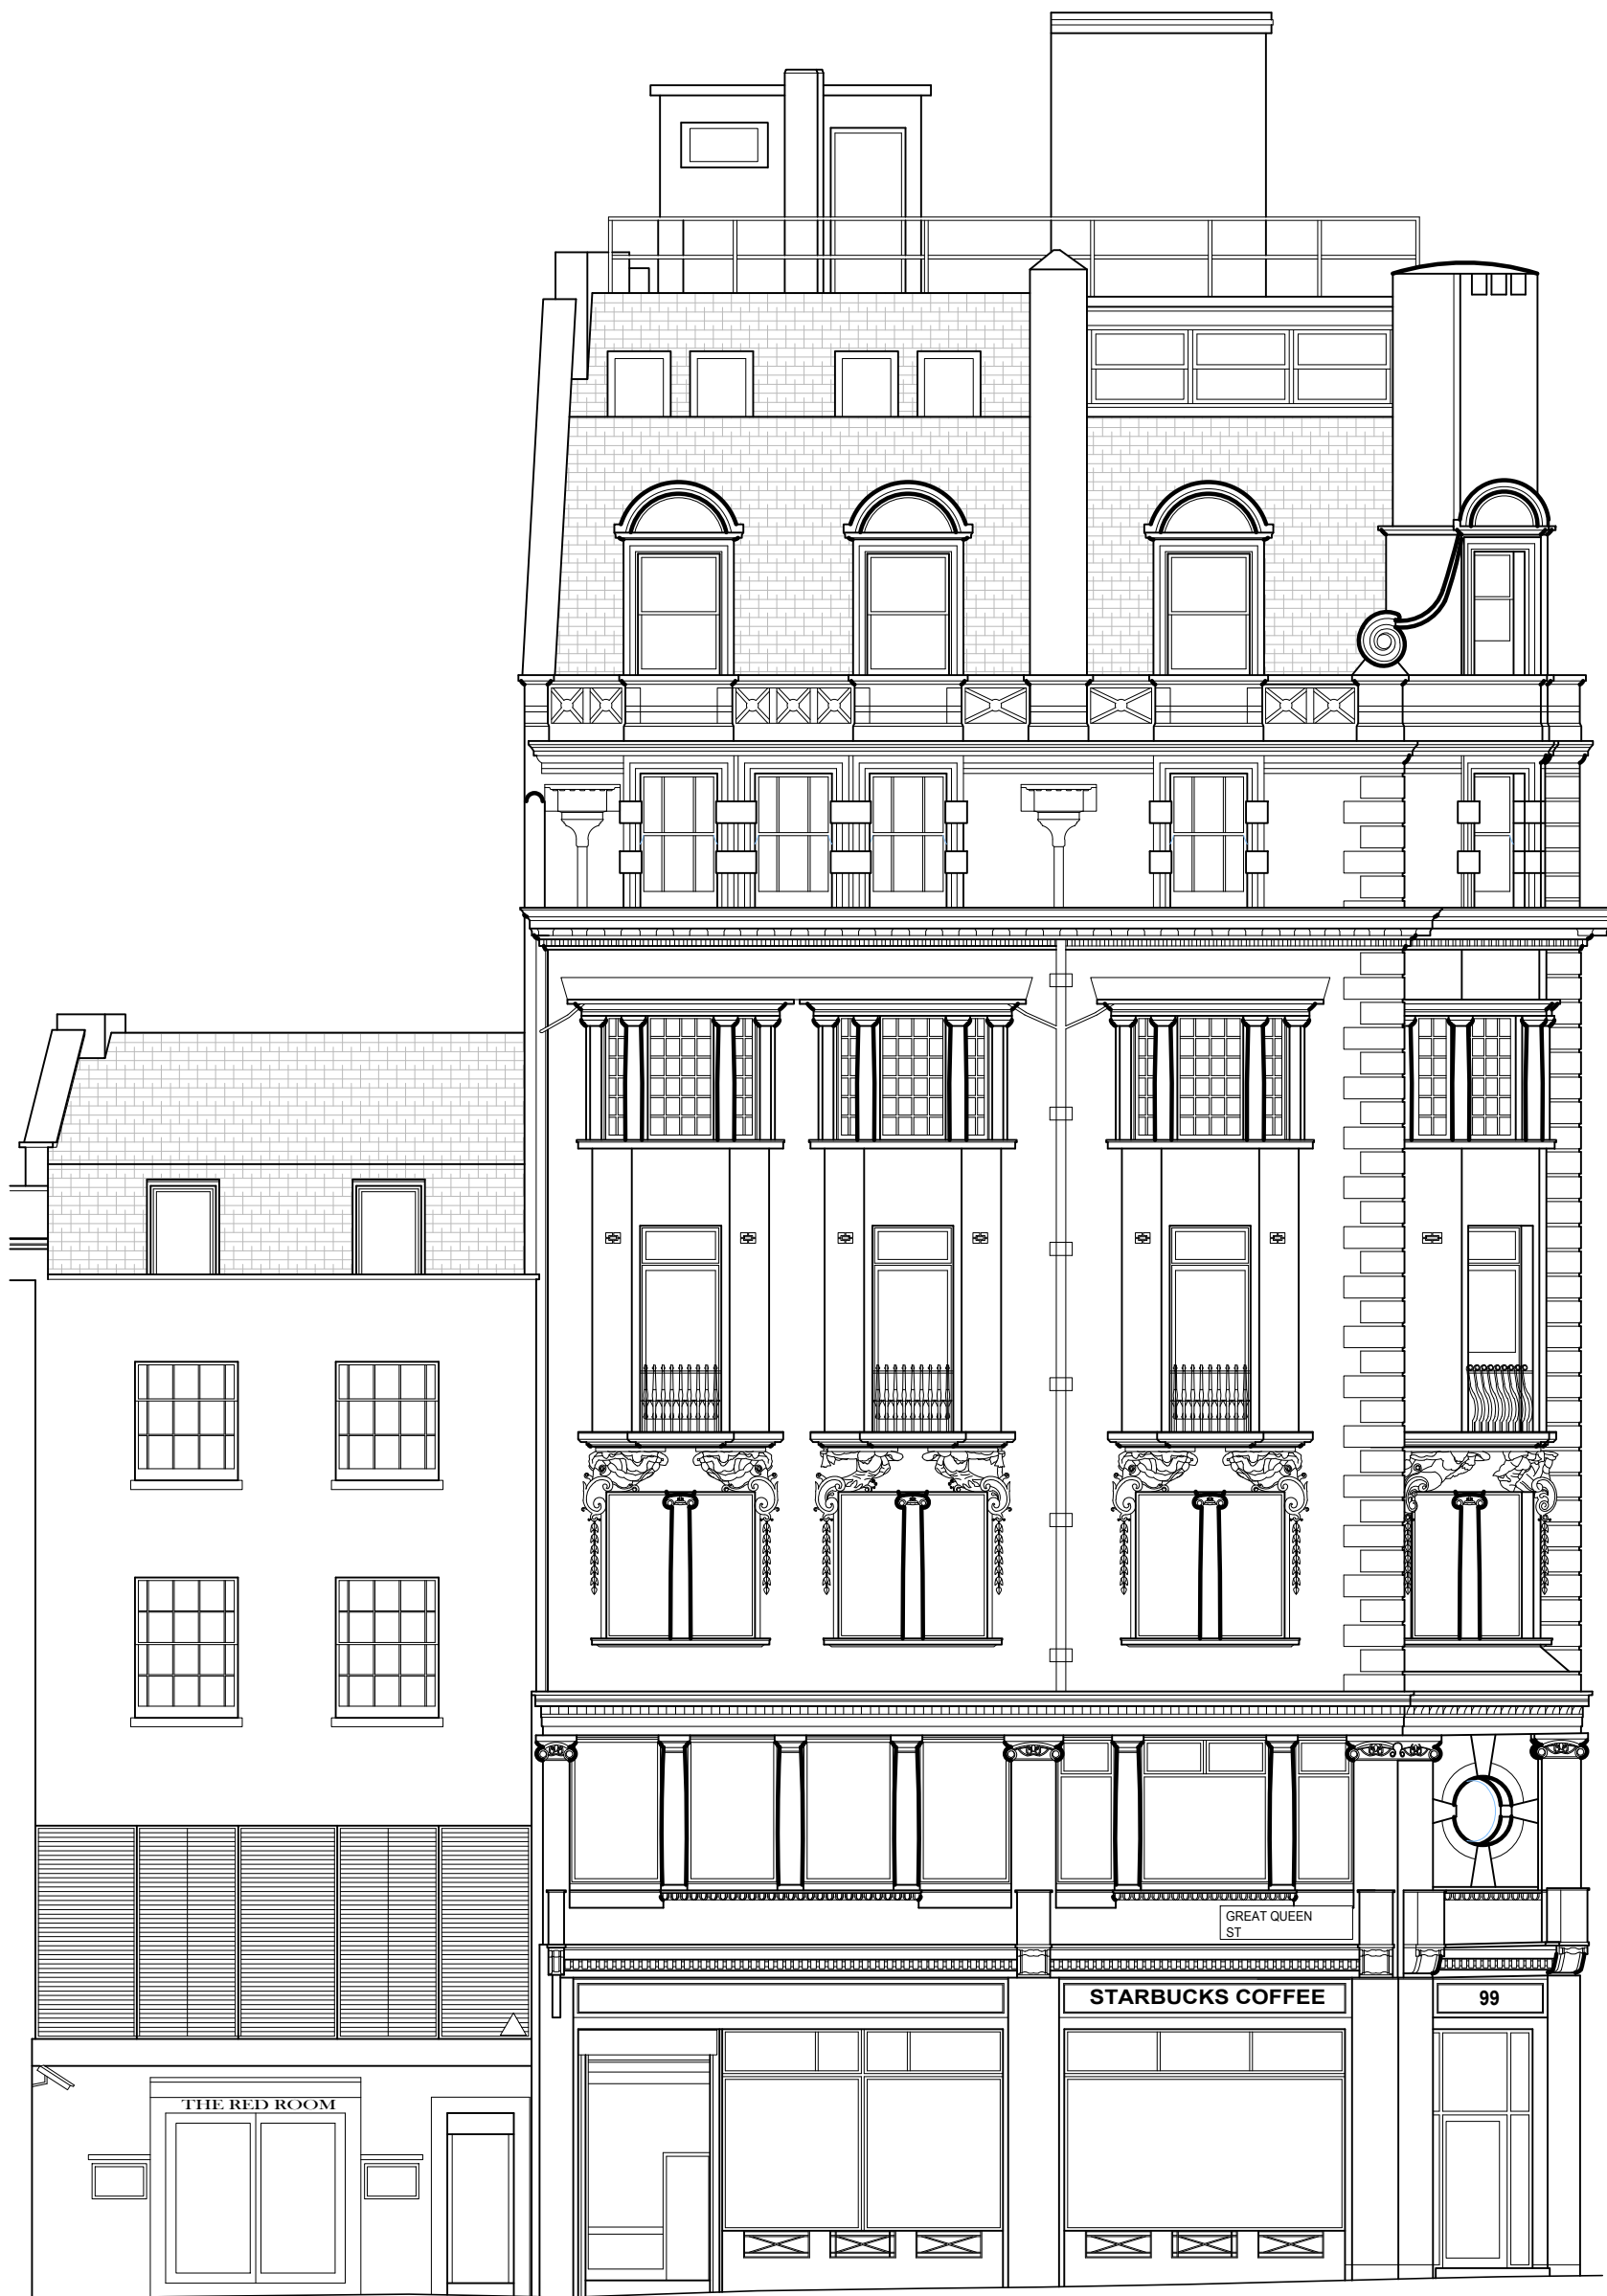 GREAT QUEEN
ST
STARBUCKS COFFEE
99
THE RED ROOM